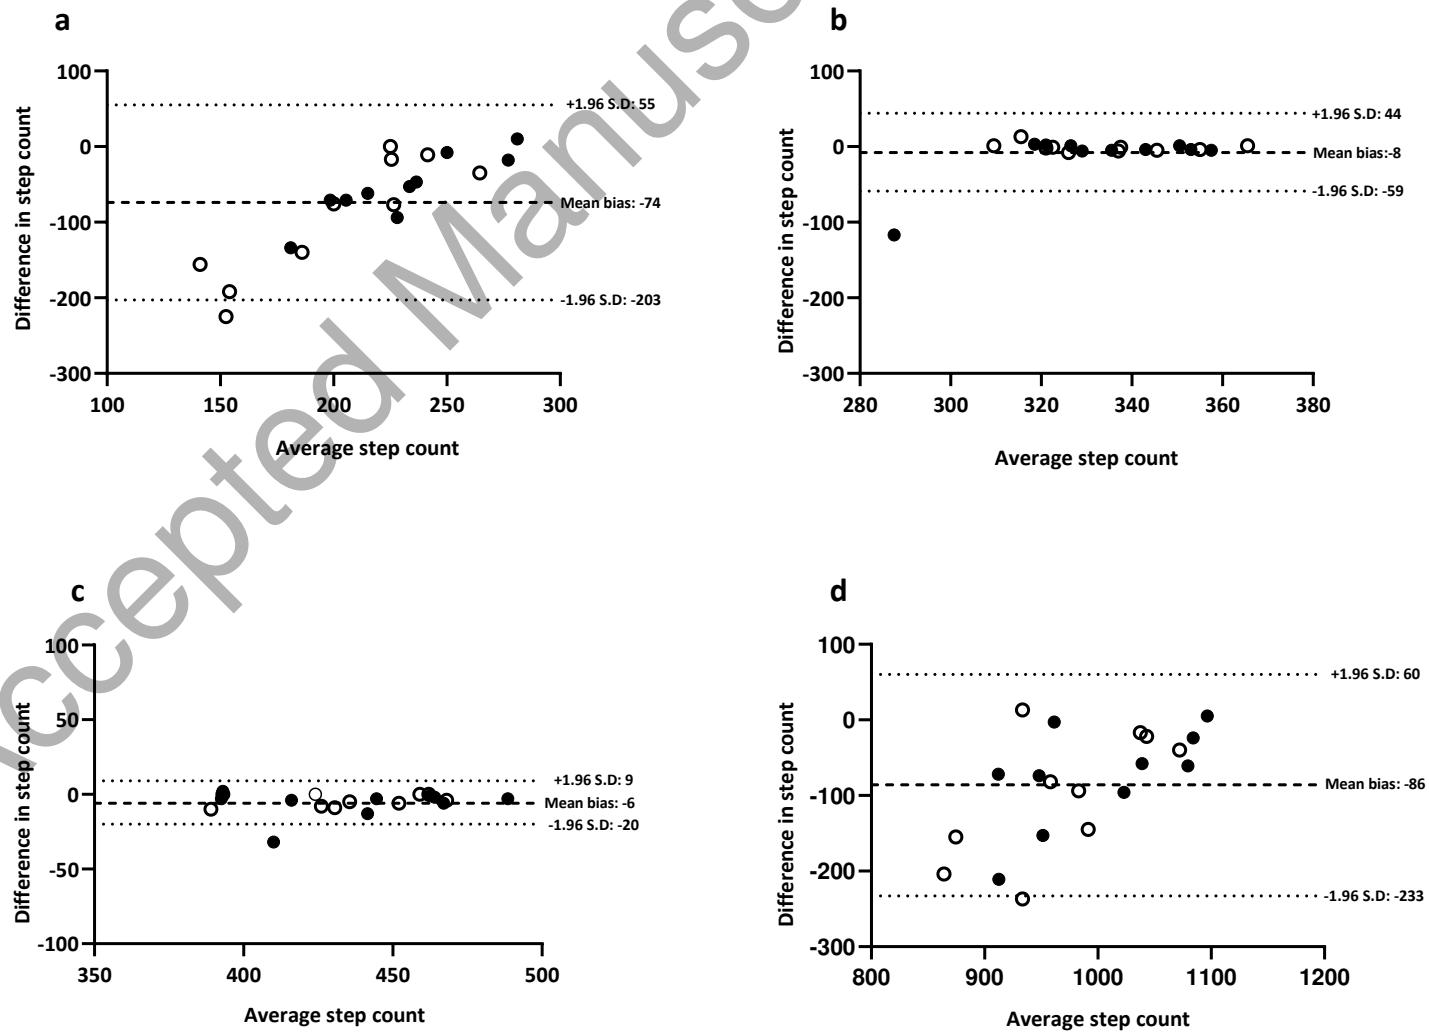 a
100
0
-100
-200
-300
Difference in step count
+1.96 S.D: 55
Mean bias: -74
-1.96 S.D: -203
100 150 200 250 300
Average step count
b
100
0
-100
-200
-300
Difference in step count
+1.96 S.D: 44
Mean bias:-8
-1.96 S.D: -59
280 300 320 340 360 380
Average step count
c
100
50
0
-50
-100
Difference in step count
+1.96 S.D: 9
Mean bias: -6
-1.96 S.D: -20
350 400 450 500
Average step count
d
100
0
-100
-200
-300
Difference in step count
+1.96 S.D: 60
Mean bias: -86
-1.96 S.D: -233
800 900 1000 1100 1200
Average step count
ccepted Manusc